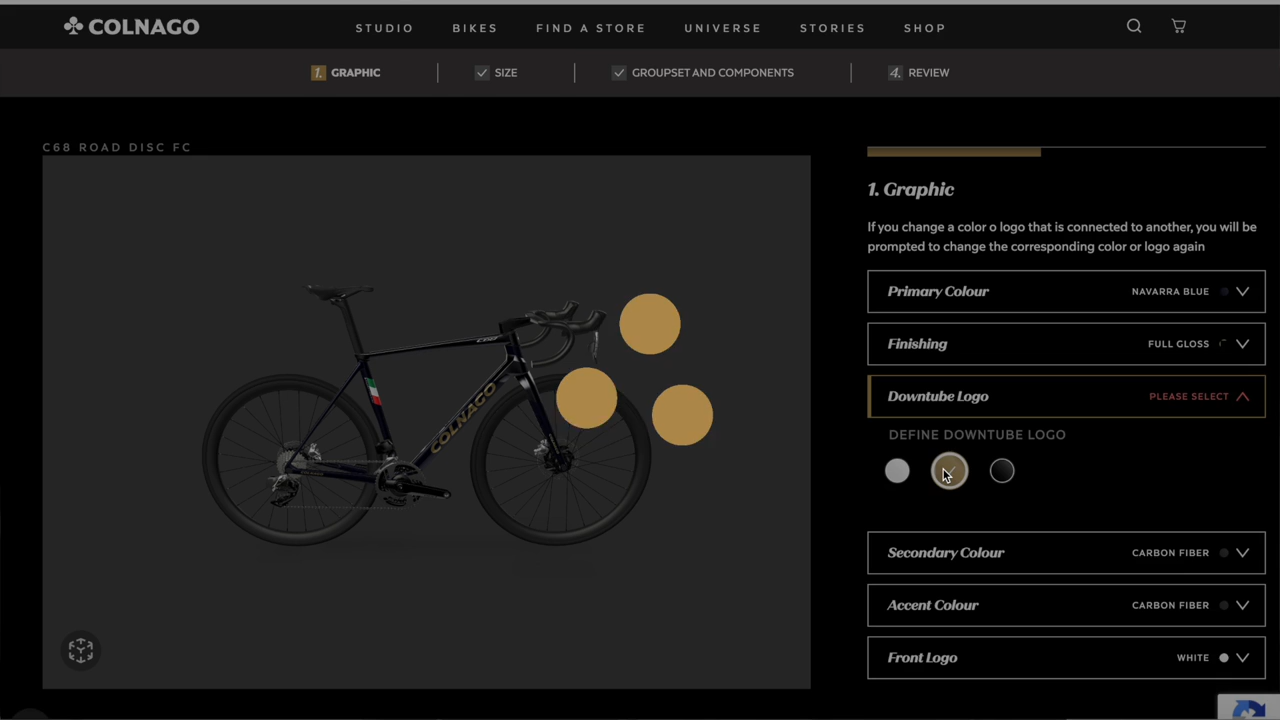 COLNAGO
STUDIO BIKES FIND A STORE UNIVERSE STORIES SHOP
1. GRAPHIC SIZE GROUPSET AND COMPONENTS 4. REVIEW
C68 ROAD DISC FC
COLNAGO
1. Graphic
If you change a color o logo that is connected to another, you will be
prompted to change the corresponding color or logo again
Primary Colour NAVARRA BLUE
Finishing FULL GLOSS
Downtube Logo PLEASE SELECT
DEFINE DOWNTUBE LOGO
Secondary Colour CARBON FIBER
Accent Colour CARBON FIBER
Front Logo WHITE